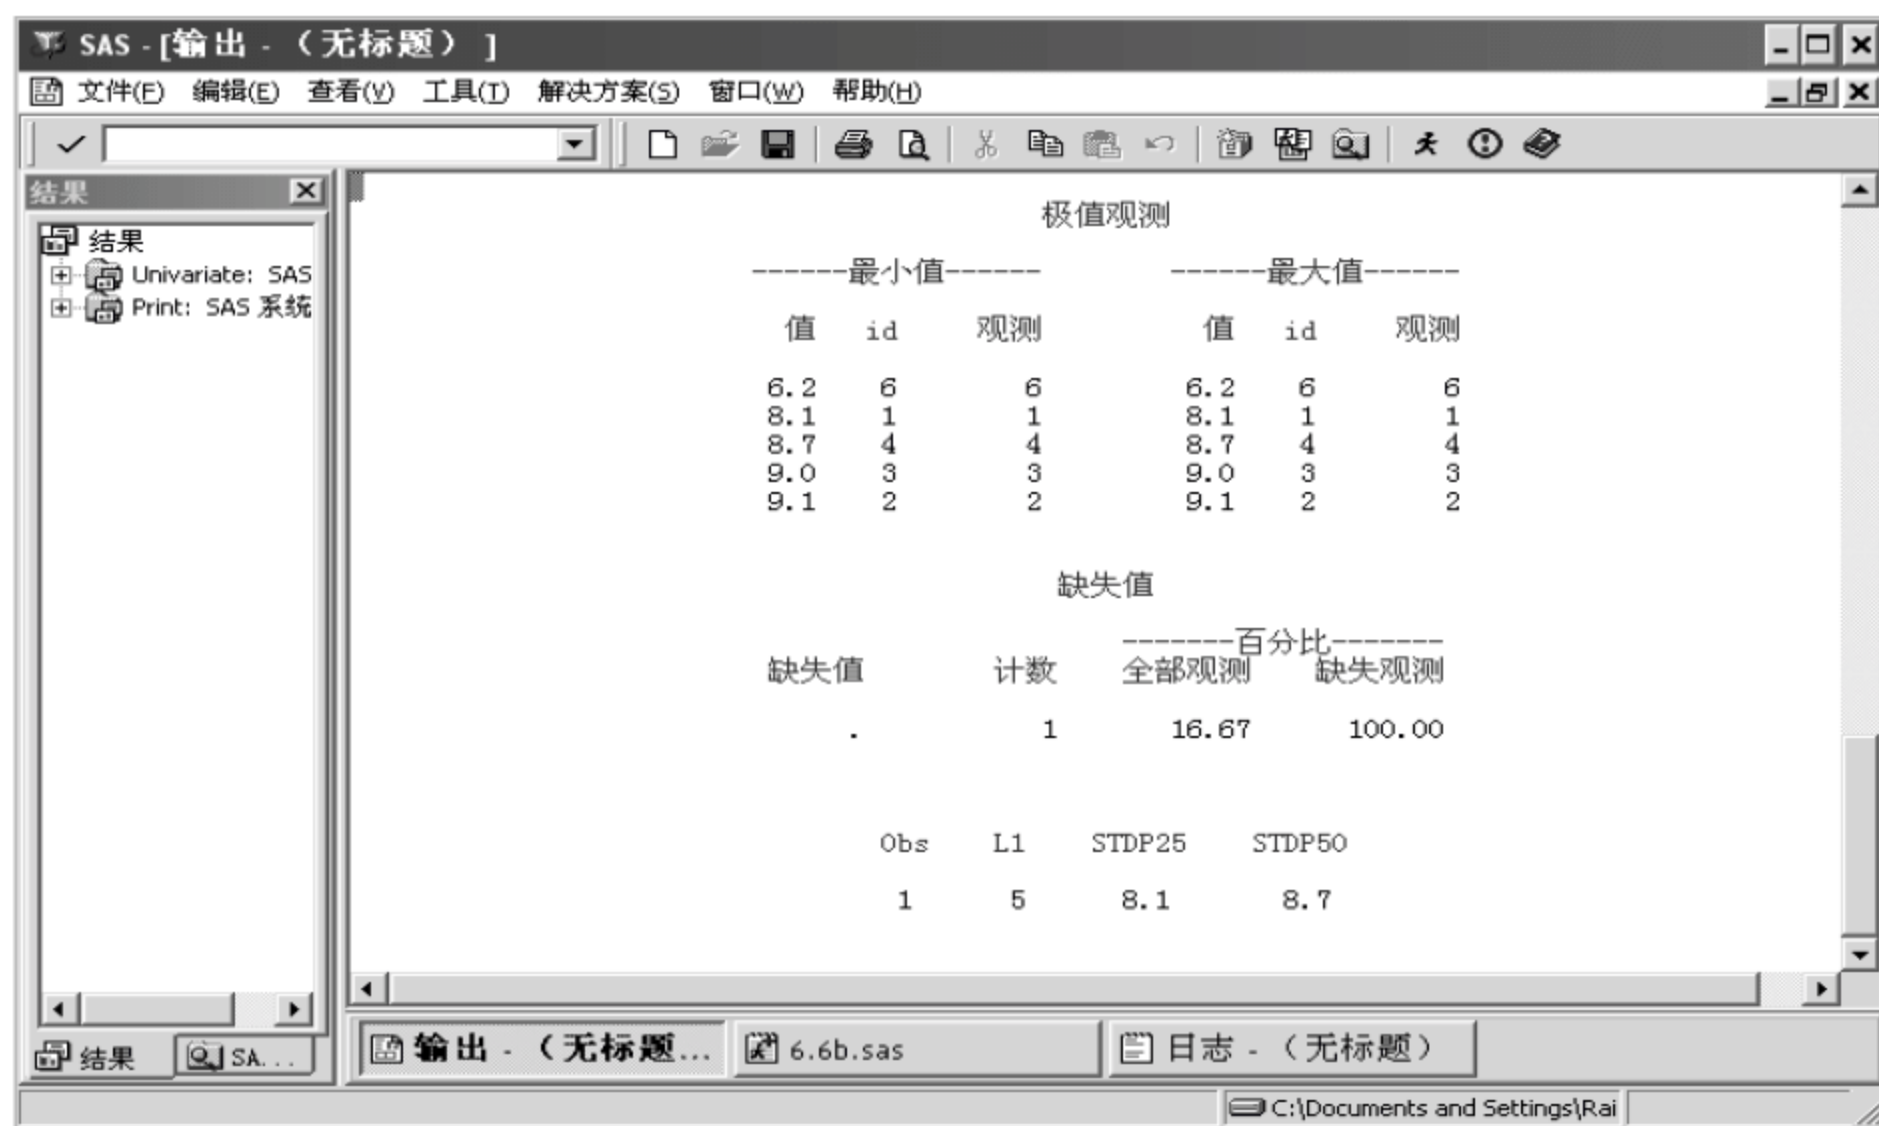 SAS - [输出 - （无标题） ]
文件(F) 编辑(E) 查看(V) 工具(T) 解决方案(S) 窗口(W) 帮助(H)
结果
结果
Univariate: SAS
Print: SAS 系统
极值观测
------最小值------ ------最大值------
值 id 观测 值 id 观测
6.2 6 6 6.2 6 6
8.1 1 1 8.1 1 1
8.7 4 4 8.7 4 4
9.0 3 3 9.0 3 3
9.1 2 2 9.1 2 2
缺失值
-------百分比-------
缺失值 计数 全部观测 缺失观测
. 1 16.67 100.00
Obs L1 STDP25 STDP50
1 5 8.1 8.7
结果 SA...
输出 - （无标题... 6.6b.sas 日志 - （无标题）
C:\Documents and Settings\Rai